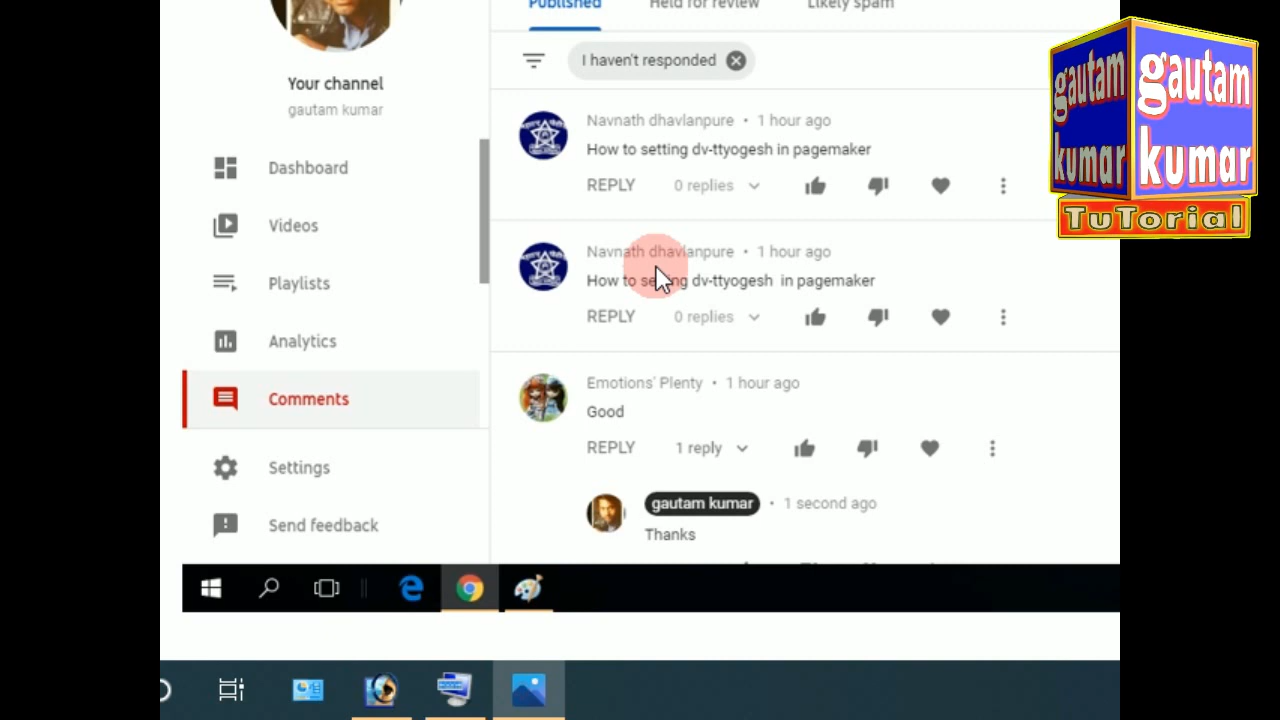 Published Held for review Likely spam
I haven't responded
Your channel
gautam kumar
Dashboard
Videos
Playlists
Analytics
Comments
Settings
Send feedback
Navnath dhavlanpure • 1 hour ago
How to setting dv-ttyogesh in pagemaker
REPLY 0 replies
Navnath dhavlanpure • 1 hour ago
How to setting dv-ttyogesh in pagemaker
REPLY 0 replies
Emotions' Plenty • 1 hour ago
Good
REPLY 1 reply
gautam kumar • 1 second ago
Thanks
gautam
kumar
gautam
kumar
TuTorial